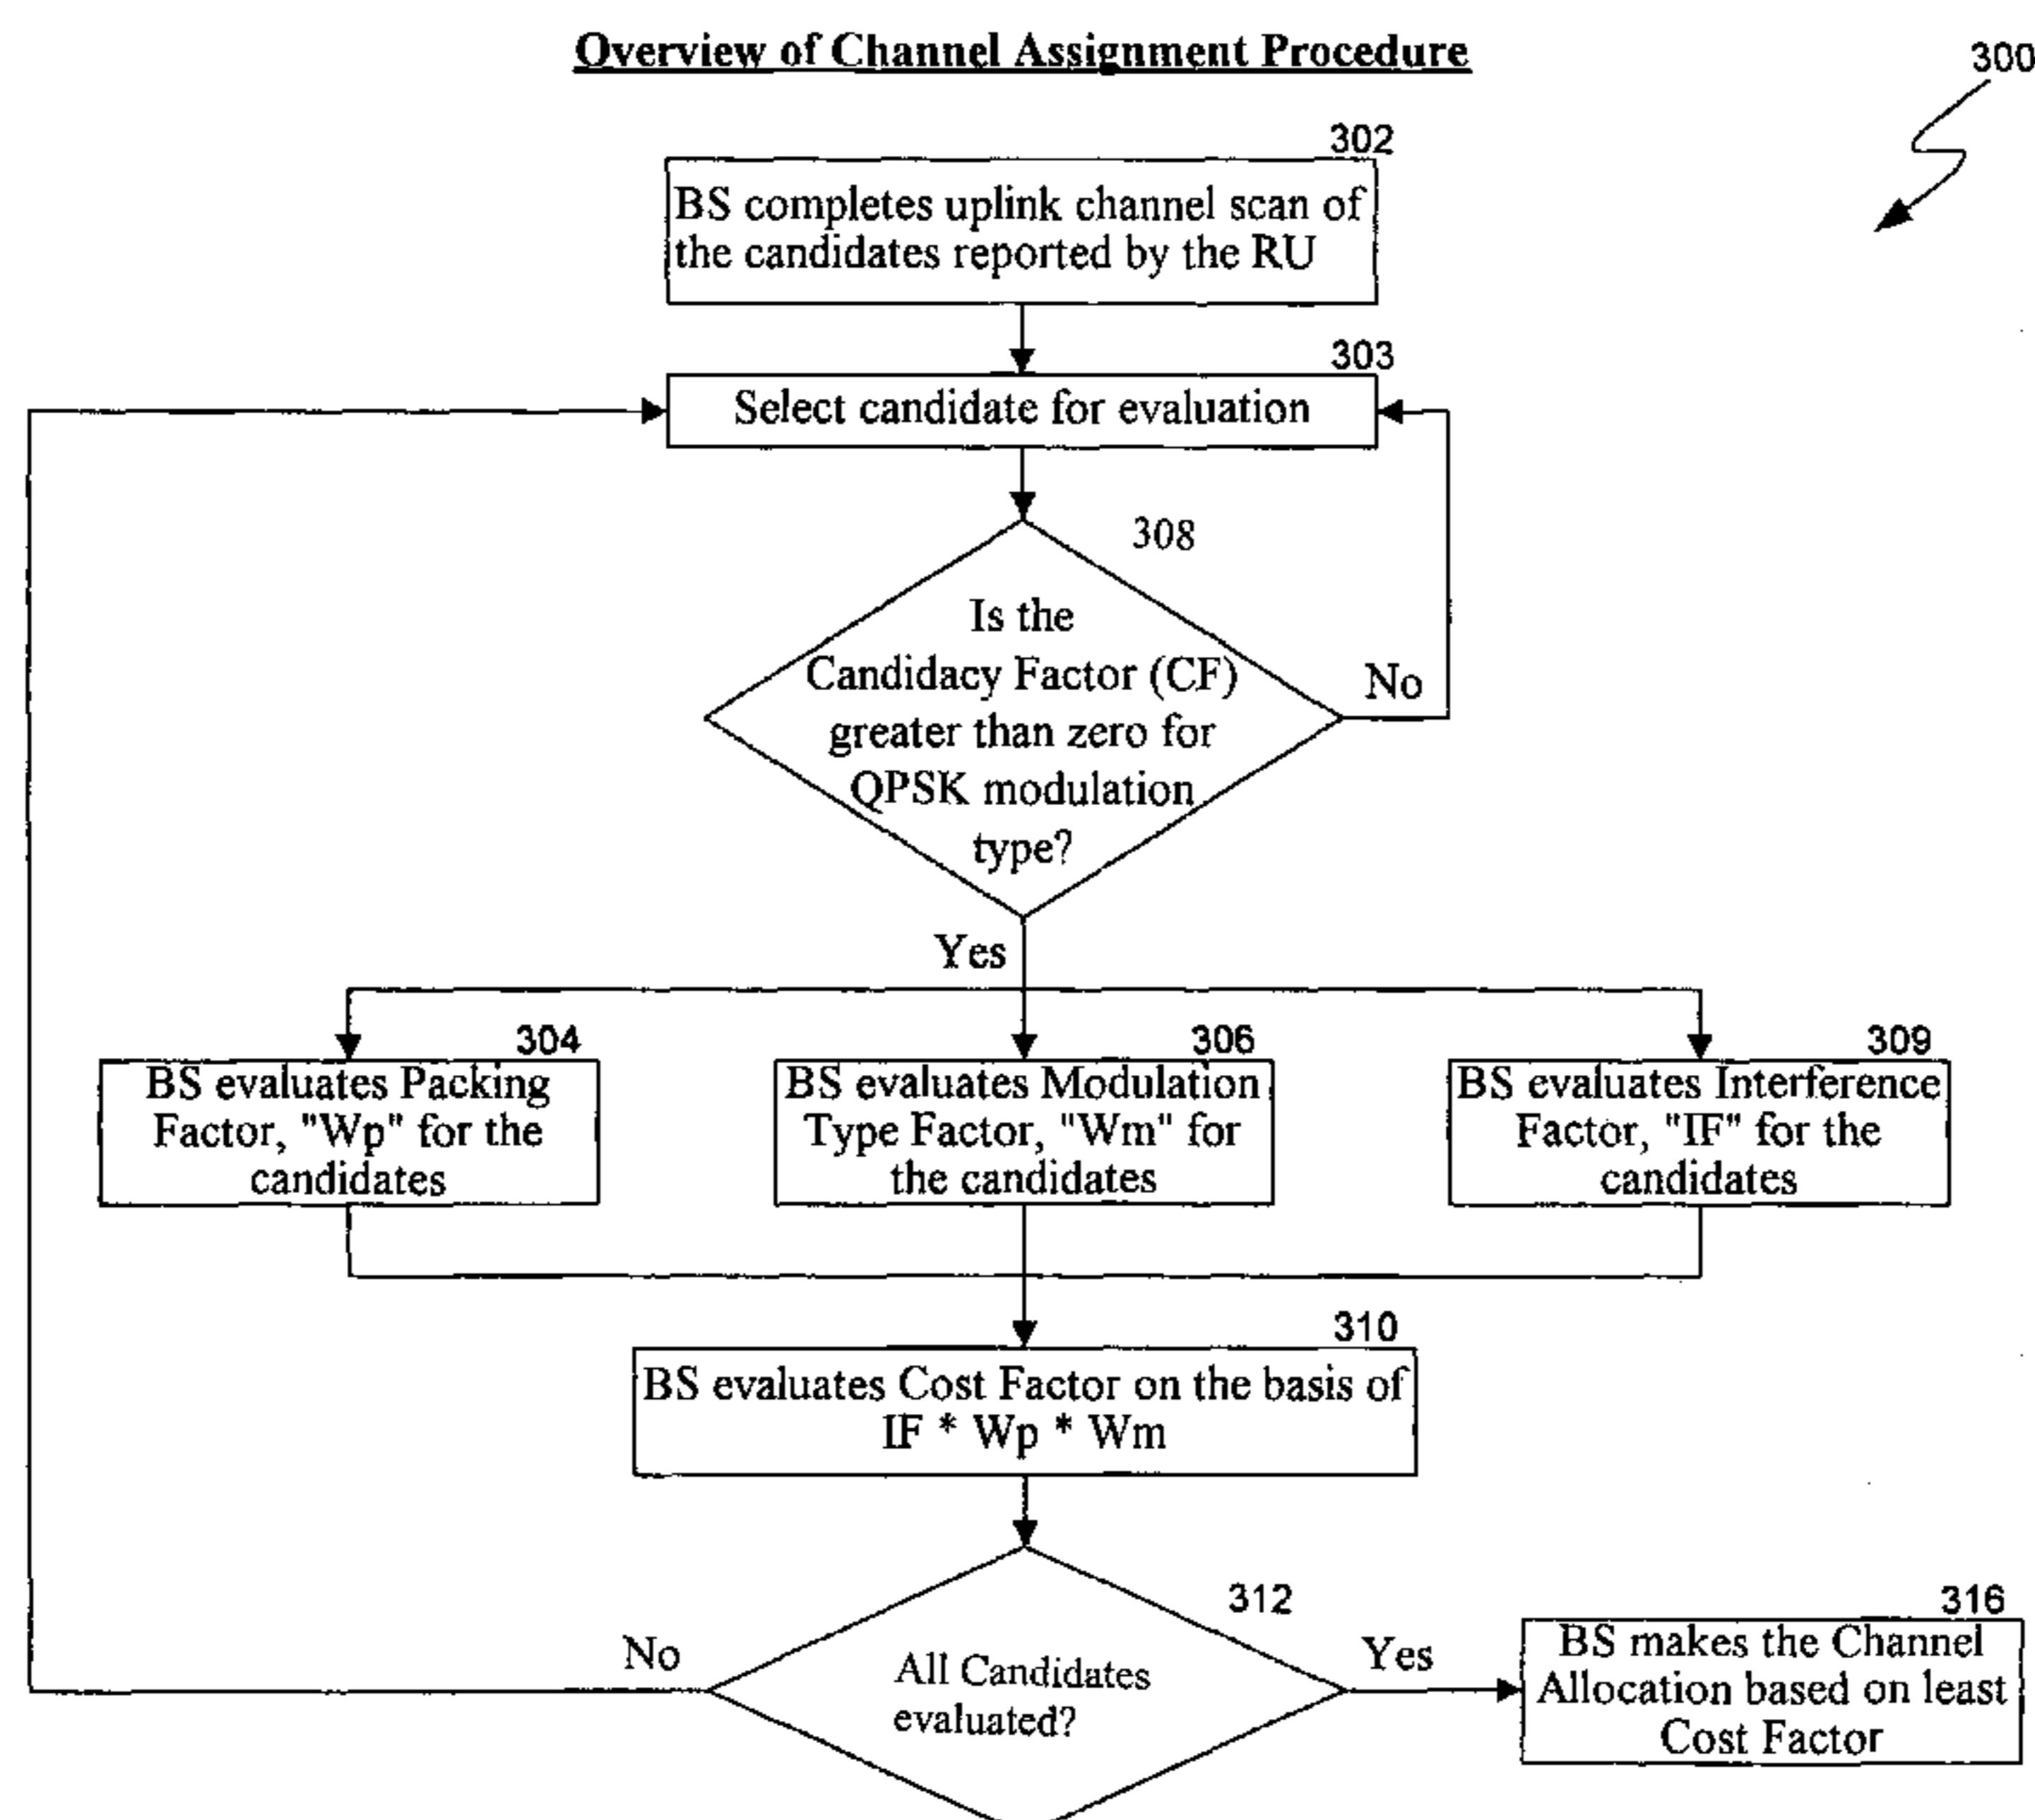 Overview of Channel Assignment Procedure
300
302
BS completes uplink channel scan of
the candidates reported by the RU
303
Select candidate for evaluation
308
Is the
Candidacy Factor (CF)
greater than zero for
QPSK modulation
type?
No
Yes
304
BS evaluates Packing
Factor, "Wp" for the
candidates
306
BS evaluates Modulation
Type Factor, "Wm" for
the candidates
309
BS evaluates Interference
Factor, "IF" for the
candidates
310
BS evaluates Cost Factor on the basis of
IF * Wp * Wm
312
All Candidates
evaluated?
No
Yes
316
BS makes the Channel
Allocation based on least
Cost Factor